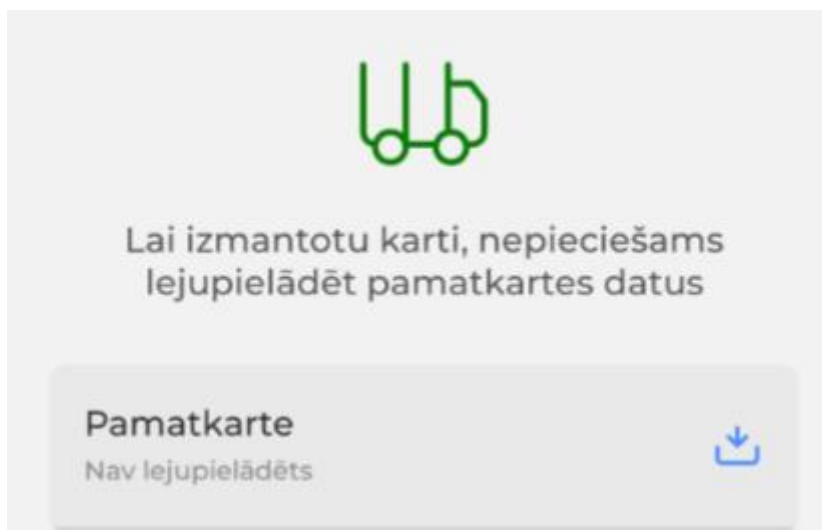 Lai izmantotu karti, nepieciešams
lejupielādēt pamatkartes datus
Pamatkarte
Nav lejupielādēts